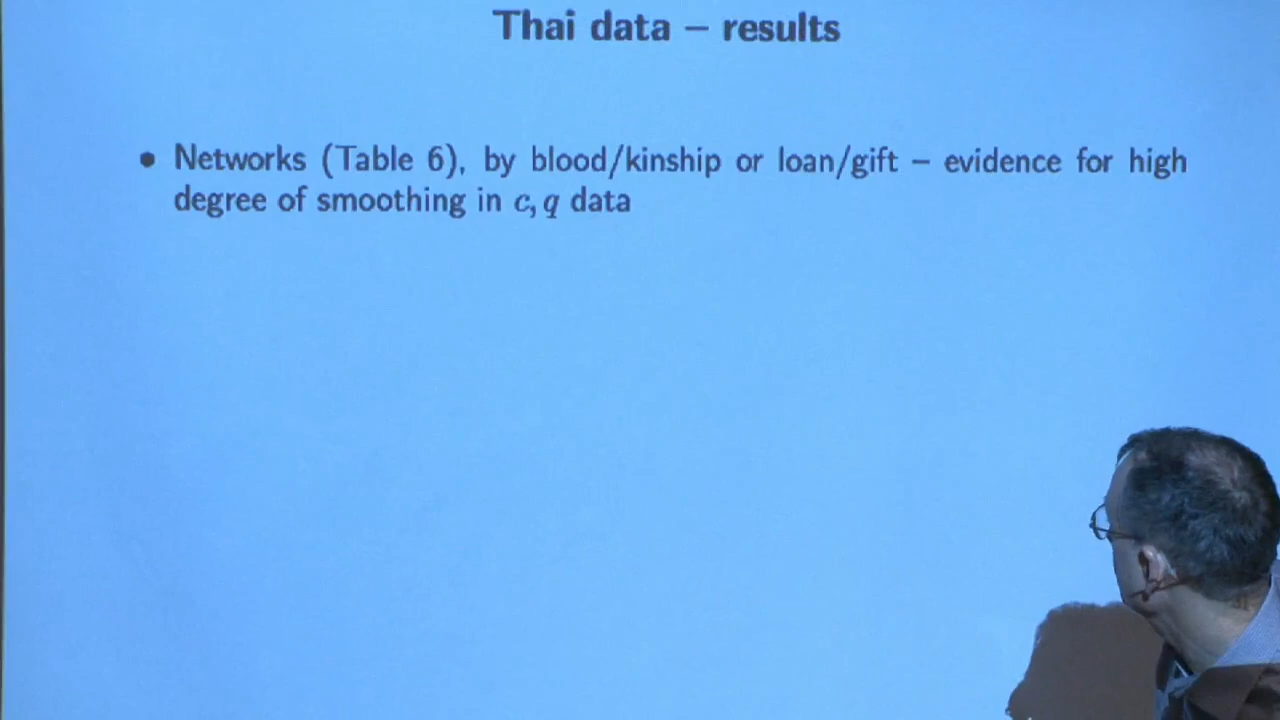 Thai data – results
• Networks (Table 6), by blood/kinship or loan/gift – evidence for high
degree of smoothing in c, q data